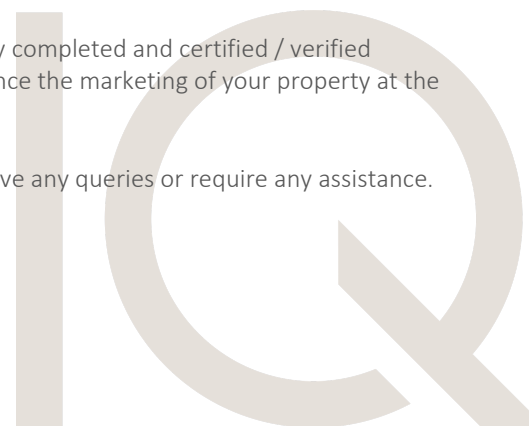 y completed and certified / verified
nce the marketing of your property at the
ve any queries or require any assistance.
IQ